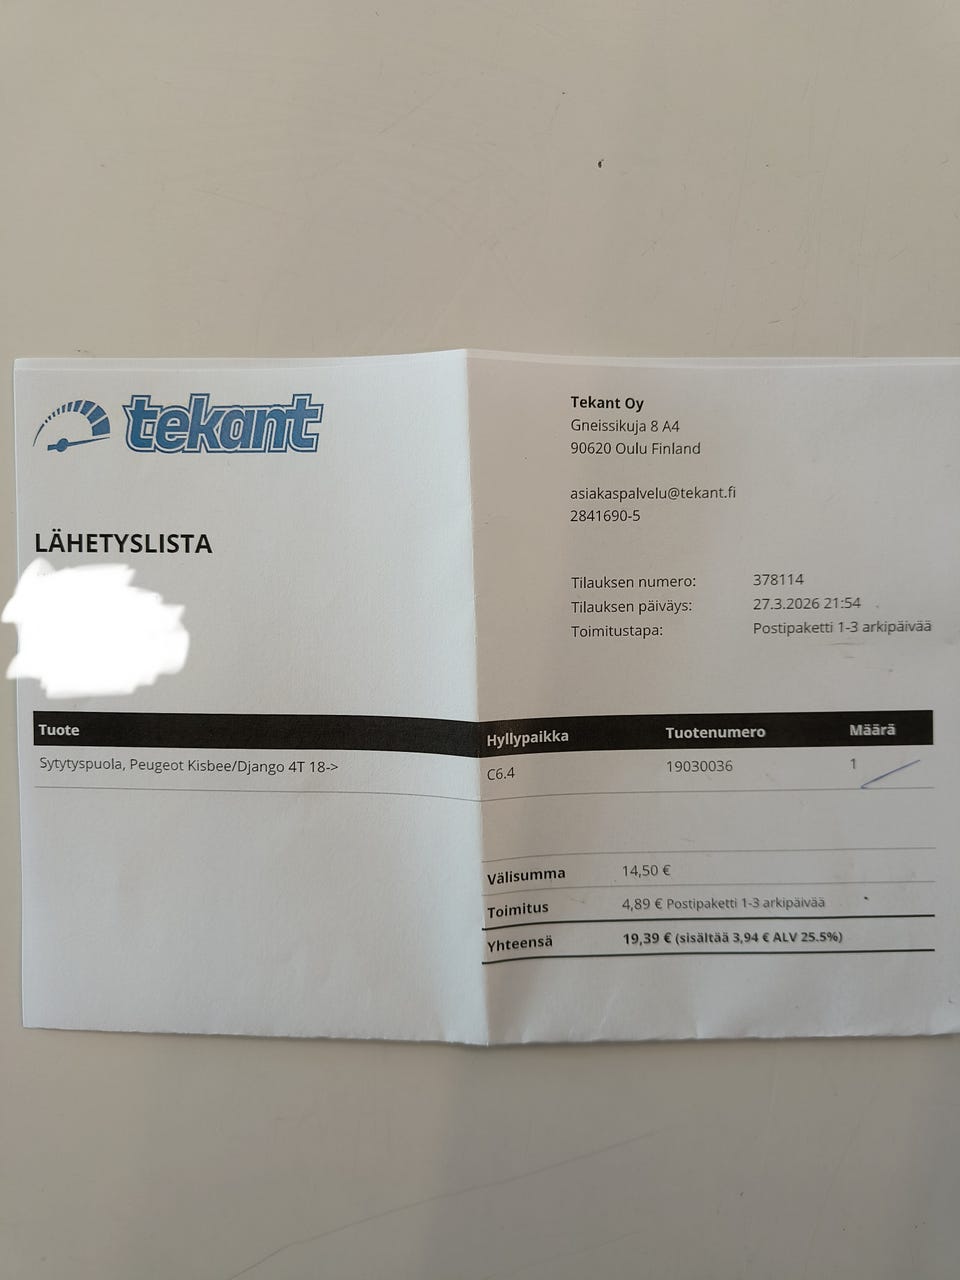 tekant
Tekant Oy
Gneissikuja 8 A4
90620 Oulu Finland
asiakaspalvelu@tekant.fi
2841690-5
LÄHETYSLISTA
Tilauksen numero: 378114
Tilauksen päiväys: 27.3.2026 21:54
Toimitustapa: Postipaketti 1-3 arkipäivää
Tuote Hyllypaikka Tuotenumero Määrä
Sytytyspuola, Peugeot Kisbee/Django 4T 18-> C6.4 19030036 1
Välisumma 14,50 €
Toimitus 4,89 € Postipaketti 1-3 arkipäivää
Yhteensä 19,39 € (sisältää 3,94 € ALV 25.5%)